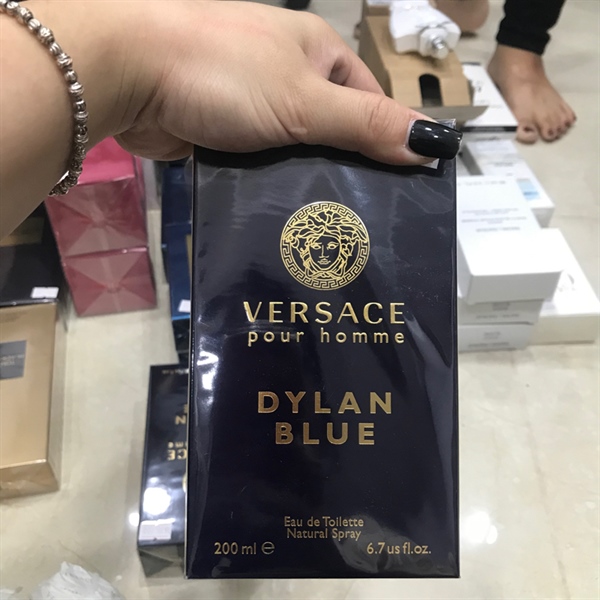 VERSACE
pour homme
DYLAN
BLUE
Eau de Toilette
Natural Spray
200 ml ℮ 6.7 us fl.oz.